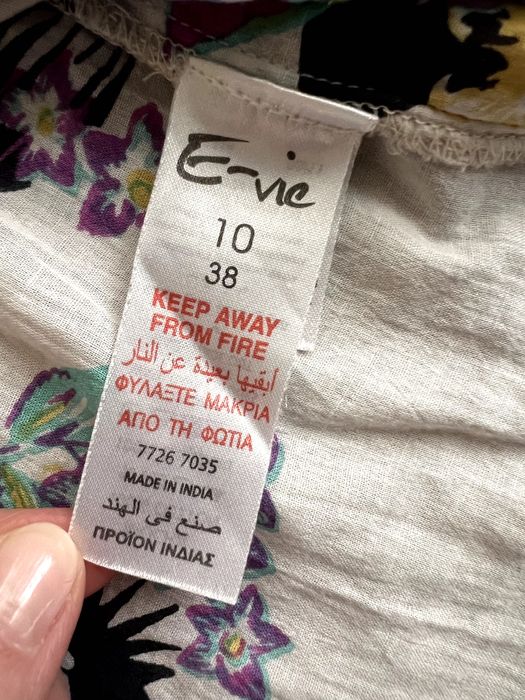 E-vie
10
38
KEEP AWAY
FROM FIRE
أبقيها بعيدة عن النار
ΦΥΛΑΞΤΕ ΜΑΚΡΙΑ
ΑΠΟ ΤΗ ΦΩΤΙΑ
7726 7035
MADE IN INDIA
صنع فى الهند
ΠΡΟΪΟΝ ΙΝΔΙΑΣ